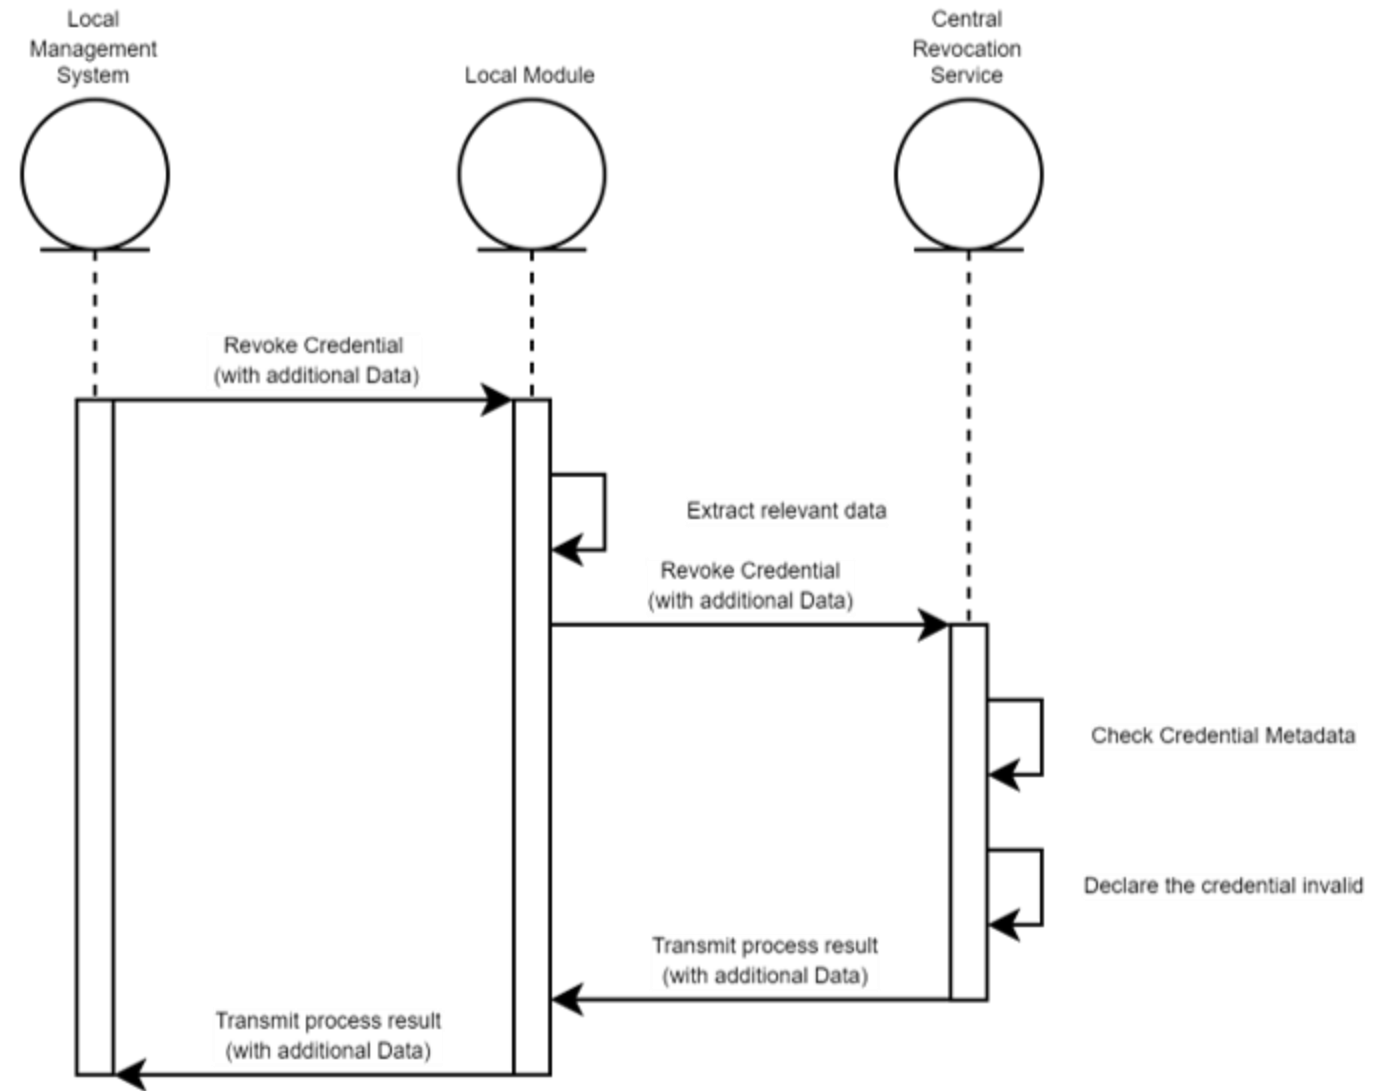 Local
Management
System
Local Module
Central
Revocation
Service
Revoke Credential
(with additional Data)
Extract relevant data
Revoke Credential
(with additional Data)
Check Credential Metadata
Declare the credential invalid
Transmit process result
(with additional Data)
Transmit process result
(with additional Data)